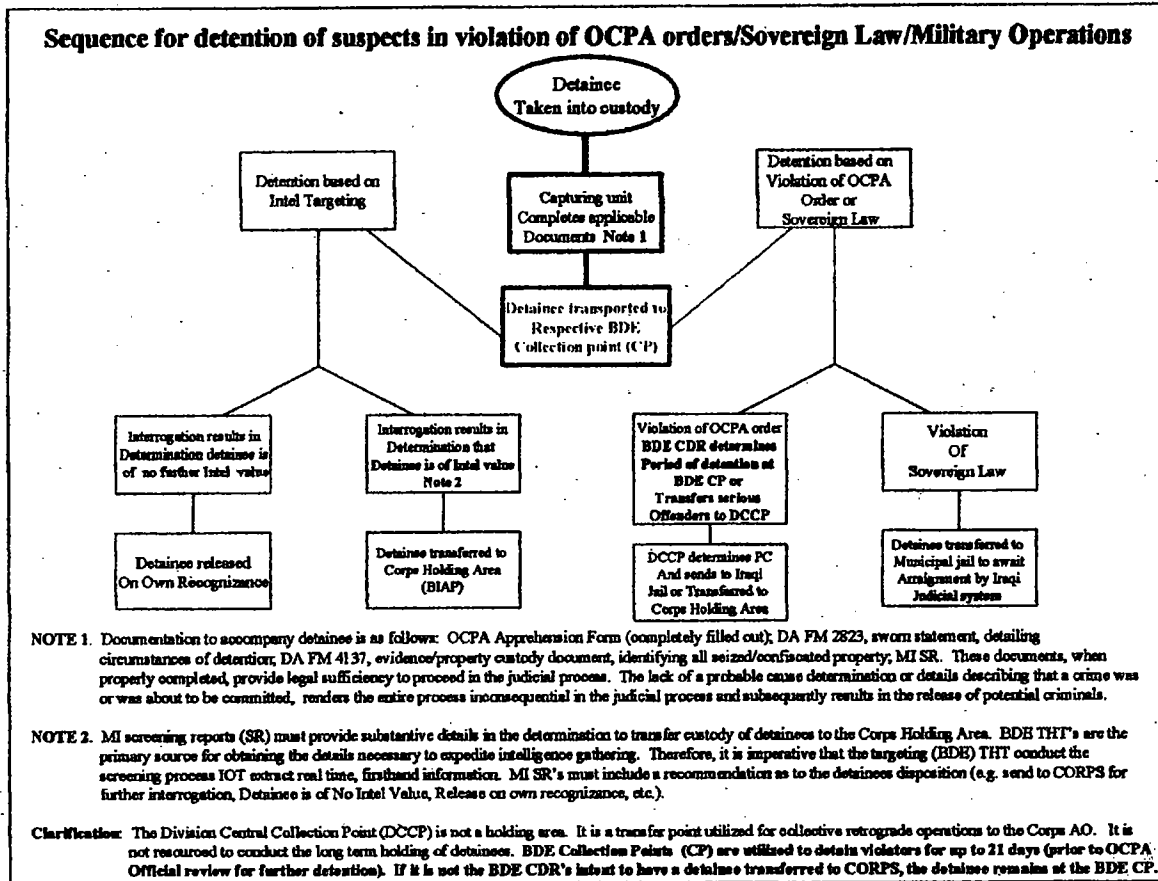 Sequence for detention of suspects in violation of OCPA orders/Sovereign Law/Military Operations
Detainee
Taken into custody
Detention based on
Intel Targeting
Capturing unit
Completes applicable
Documents Note 1
Detention based on
Violation of OCPA
Order or
Sovereign Law
Detainee transported to
Respective BDE
Collection point (CP)
Interrogation results in
Determination detainee is
of no further Intel value
Interrogation results in
Determination that
Detainee is of Intel value
Note 2
Violation of OCPA order
BDE CDR determines
Period of detention at
BDE CP or
Transfers serious
Offenders to DCCP
Violation
Of
Sovereign Law
Detainee released
On Own Recognizance
Detainee transferred to
Corps Holding Area
(BIAP)
DCCP determines PC
And sends to Iraqi
Jail or Transferred to
Corps Holding Area
Detainee transferred to
Municipal jail to await
Arraignment by Iraqi
Judicial system
NOTE 1. Documentation to accompany detainee is as follows: OCPA Apprehension Form (completely filled out); DA FM 2823, sworn statement, detailing
circumstances of detention; DA FM 4137, evidence/property custody document, identifying all seized/confiscated property; MI SR. These documents, when
properly completed, provide legal sufficiency to proceed in the judicial process. The lack of a probable cause determination or details describing that a crime was
or was about to be committed, renders the entire process inconsequential in the judicial process and subsequently results in the release of potential criminals.
NOTE 2. MI screening reports (SR) must provide substantive details in the determination to transfer custody of detainees to the Corps Holding Area. BDE THT's are the
primary source for obtaining the details necessary to expedite intelligence gathering. Therefore, it is imperative that the targeting (BDE) THT conduct the
screening process IOT extract real time, firsthand information. MI SR's must include a recommendation as to the detainees disposition (e.g. send to CORPS for
further interrogation, Detainee is of No Intel Value, Release on own recognizance, etc.).
Clarification: The Division Central Collection Point (DCCP) is not a holding area. It is a transfer point utilized for collective retrograde operations to the Corps AO. It is
not resourced to conduct the long term holding of detainees. BDE Collection Points (CP) are utilized to detain violators for up to 21 days (prior to OCPA
Official review for further detention). If it is not the BDE CDR's intent to have a detainee transferred to CORPS, the detainee remains at the BDE CP.